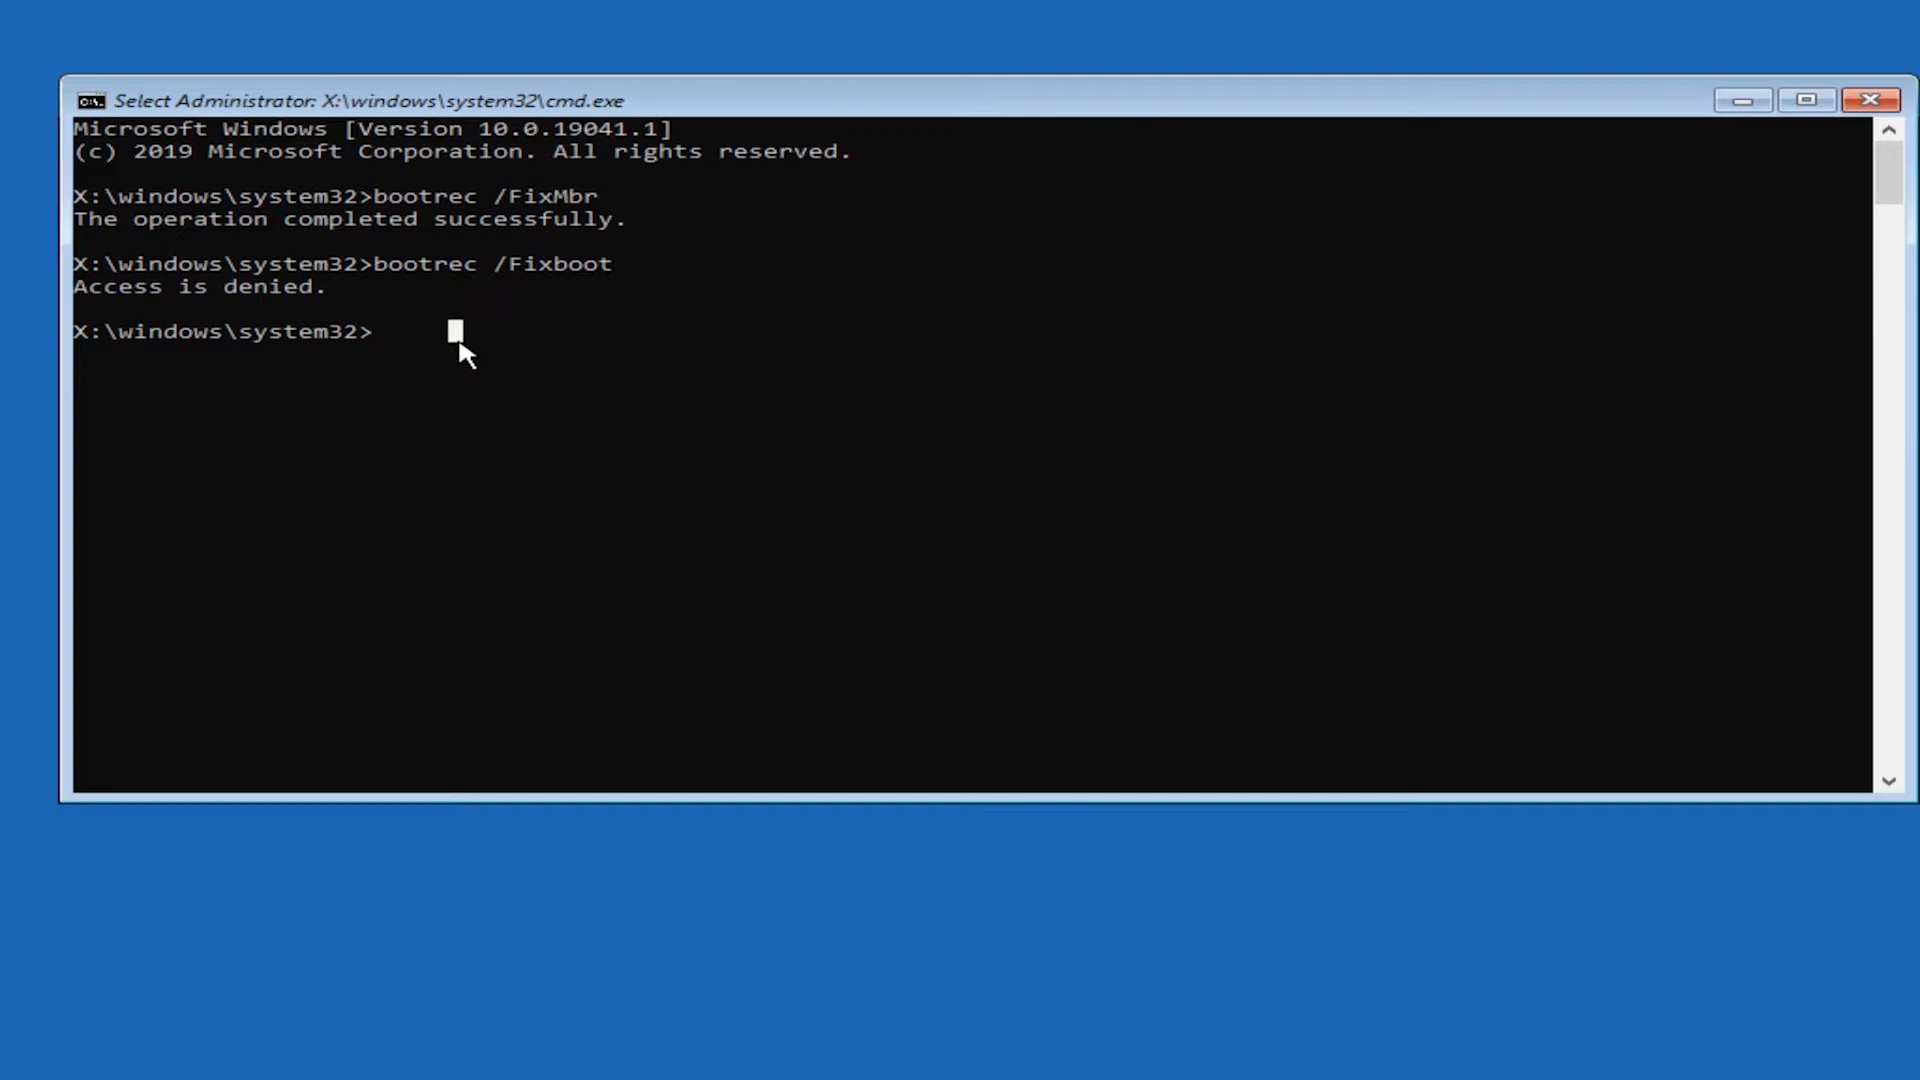 Select Administrator: X:\windows\system32\cmd.exe
Microsoft Windows [Version 10.0.19041.1]
(c) 2019 Microsoft Corporation. All rights reserved.
X:\windows\system32>bootrec /FixMbr
The operation completed successfully.
X:\windows\system32>bootrec /Fixboot
Access is denied.
X:\windows\system32>